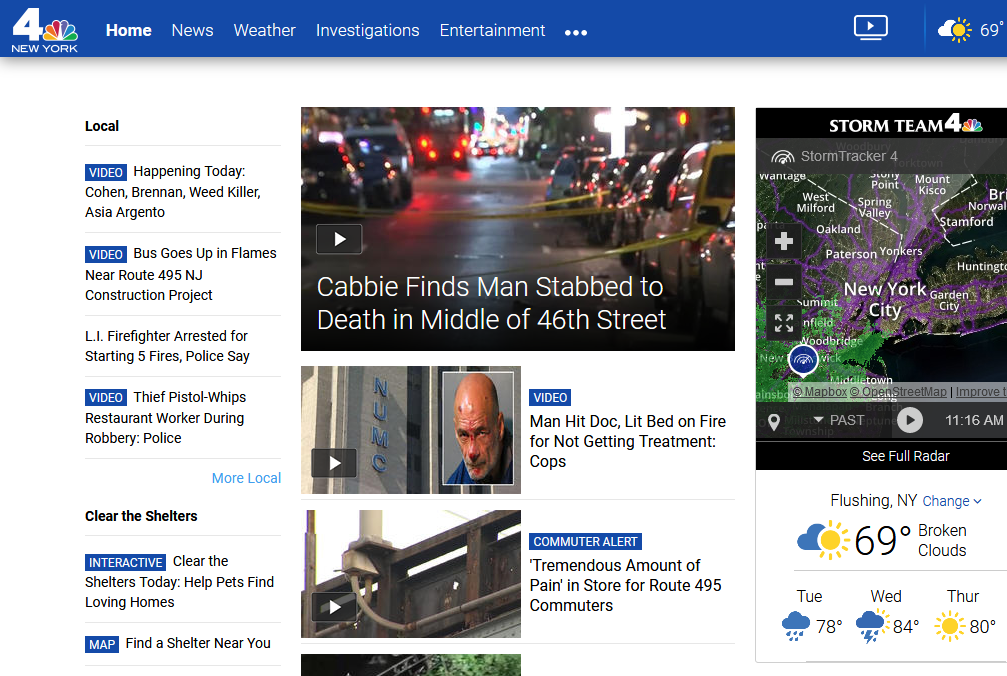 4
NEW YORK
Home News Weather Investigations Entertainment •••
69°
Local
VIDEO Happening Today:
Cohen, Brennan, Weed Killer,
Asia Argento
VIDEO Bus Goes Up in Flames
Near Route 495 NJ
Construction Project
L.I. Firefighter Arrested for
Starting 5 Fires, Police Say
VIDEO Thief Pistol-Whips
Restaurant Worker During
Robbery: Police
More Local
Clear the Shelters
INTERACTIVE Clear the
Shelters Today: Help Pets Find
Loving Homes
MAP Find a Shelter Near You
Cabbie Finds Man Stabbed to
Death in Middle of 46th Street
NUMC
VIDEO
Man Hit Doc, Lit Bed on Fire
for Not Getting Treatment:
Cops
COMMUTER ALERT
'Tremendous Amount of
Pain' in Store for Route 495
Commuters
STORM TEAM 4
StormTracker 4
Wantage
Stony
Point
Mount
Kisco
West
Milford
Spring
Valley
Bri
Norwal
Stamford
Oakland
Paterson
Yonkers
Huntingto
New York
City
Garden
City
Summit
nfield
Woodbridge
New
wick
Middletown
© Mapbox © OpenStreetMap | Improve t
PAST
11:16 AM
See Full Radar
Flushing, NY Change
69° Broken
Clouds
Tue Wed Thur
78° 84° 80°